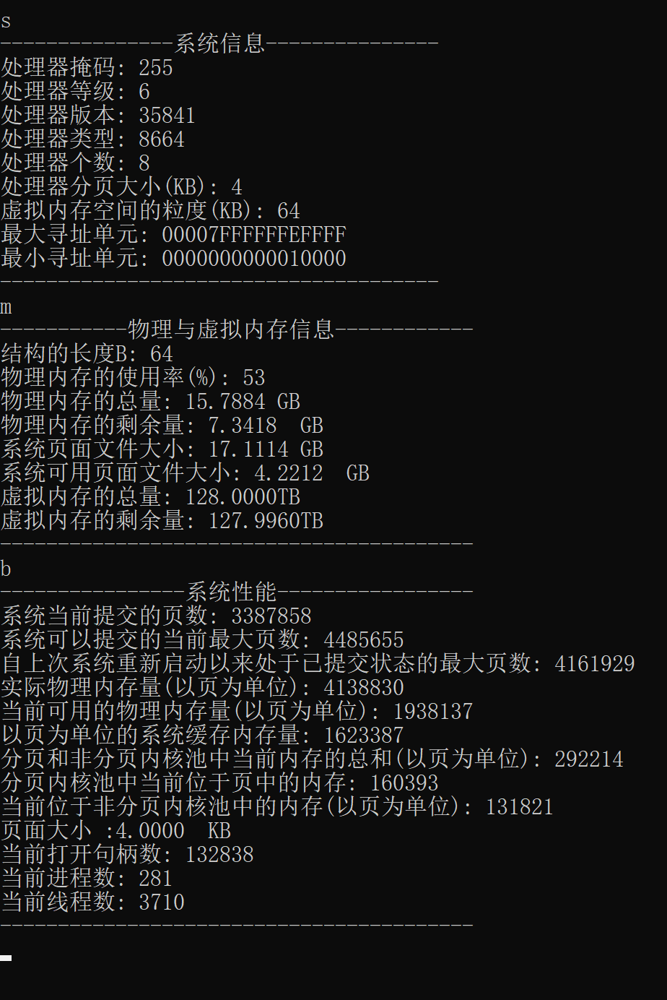 s
---------------系统信息---------------
处理器掩码: 255
处理器等级: 6
处理器版本: 35841
处理器类型: 8664
处理器个数: 8
处理器分页大小(KB): 4
虚拟内存空间的粒度(KB): 64
最大寻址单元: 00007FFFFFFEFFFF
最小寻址单元: 0000000000010000
--------------------------------------
m
-----------物理与虚拟内存信息------------
结构的长度B: 64
物理内存的使用率(%): 53
物理内存的总量: 15.7884 GB
物理内存的剩余量: 7.3418  GB
系统页面文件大小: 17.1114 GB
系统可用页面文件大小: 4.2212  GB
虚拟内存的总量: 128.0000TB
虚拟内存的剩余量: 127.9960TB
-----------------------------------------
b
----------------系统性能-----------------
系统当前提交的页数: 3387858
系统可以提交的当前最大页数: 4485655
自上次系统重新启动以来处于已提交状态的最大页数: 4161929
实际物理内存量(以页为单位): 4138830
当前可用的物理内存量(以页为单位): 1938137
以页为单位的系统缓存内存量: 1623387
分页和非分页内核池中当前内存的总和(以页为单位): 292214
分页内核池中当前位于页中的内存: 160393
当前位于非分页内核池中的内存(以页为单位): 131821
页面大小 :4.0000  KB
当前打开句柄数: 132838
当前进程数: 281
当前线程数: 3710
-----------------------------------------